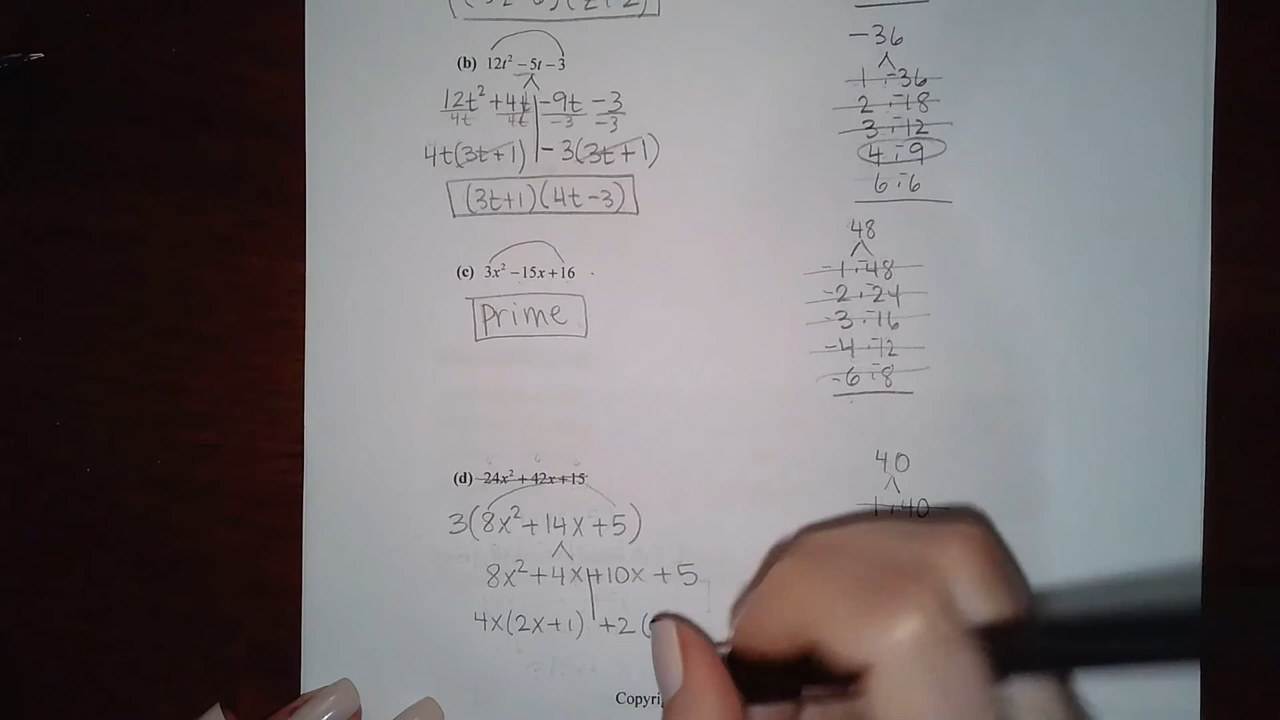 (b) 12t² − 5t − 3
12t² + 4t | − 9t − 3
4t 4t −3 −3
4t(3t+1) | − 3(3t+1)
(3t+1)(4t−3)
−36
1 · −36
2 · −18
3 · −12
4 · −9
6 · −6
(c) 3x² − 15x + 16
prime
48
−1 · −48
−2 · −24
−3 · −16
−4 · −12
−6 · −8
(d) 24x² + 42x + 15
3(8x² + 14x + 5)
8x² + 4x | + 10x + 5
4x(2x+1) | + 2(
40
1 · 40